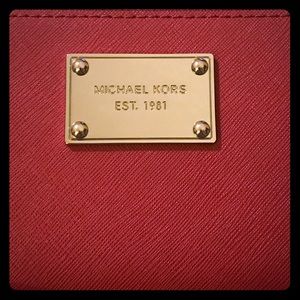 MICHAEL KORS
EST. 1981